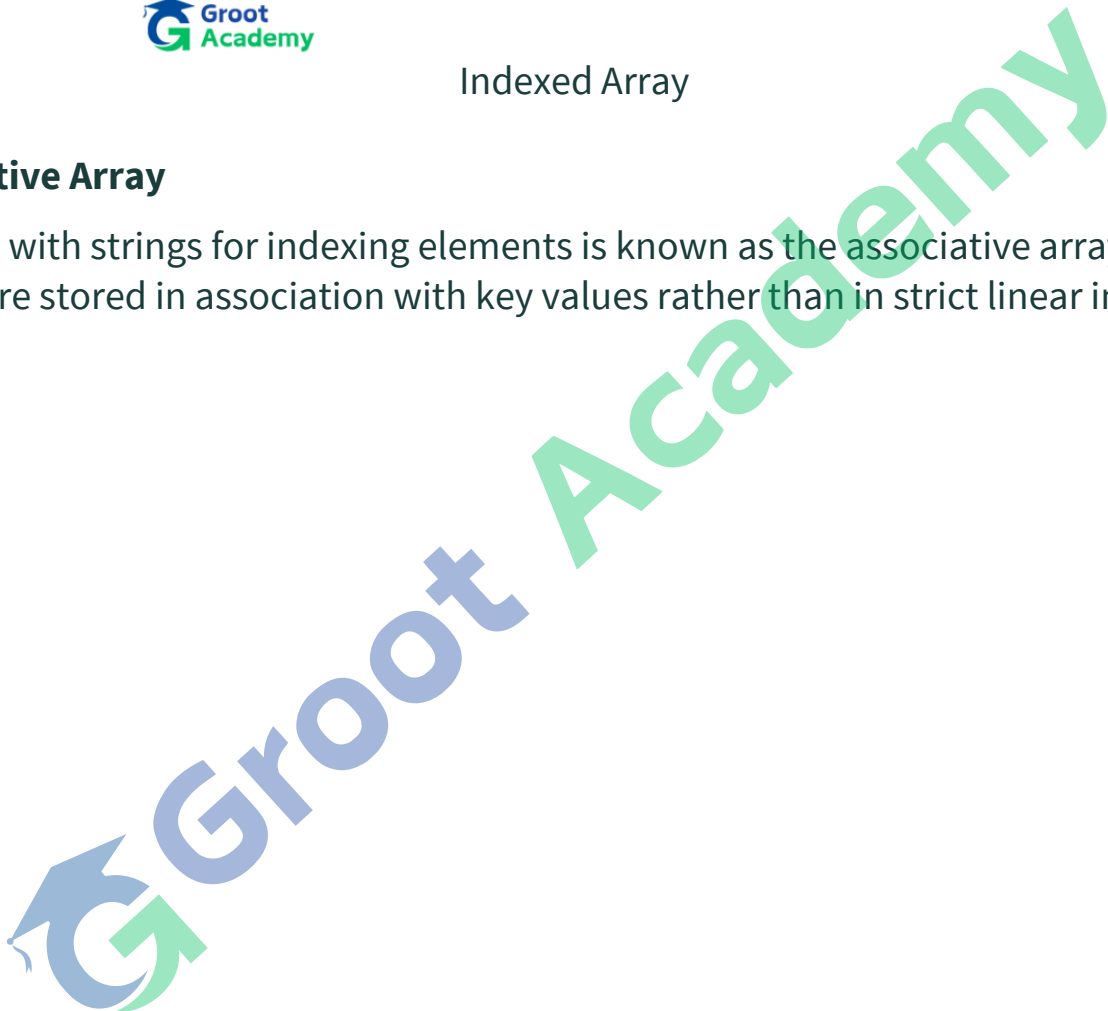 Groot
Academy
Indexed Array
tive Array
with strings for indexing elements is known as the associative arra
re stored in association with key values rather than in strict linear in
Groot Academy